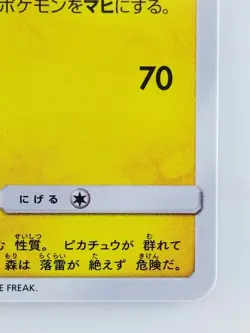 ポケモンをマヒにする。
70
にげる
む 性質。 ピカチュウが 群れて
森は 落雷が 絶えず 危険だ。
E FREAK.